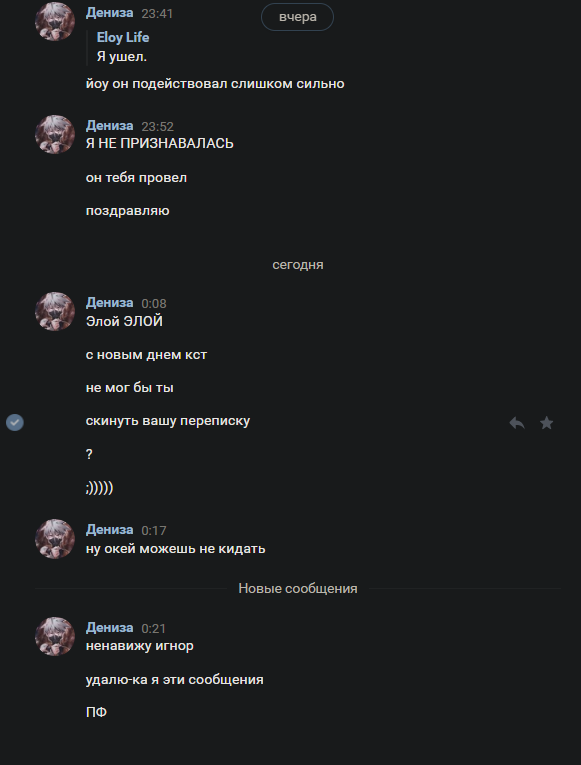 Дениза 23:41
вчера
Eloy Life
Я ушел.
йоу он подействовал слишком сильно
Дениза 23:52
Я НЕ ПРИЗНАВАЛАСЬ
он тебя провел
поздравляю
сегодня
Дениза 0:08
Элой ЭЛОЙ
с новым днем кст
не мог бы ты
скинуть вашу переписку
?
;)))))
Дениза 0:17
ну окей можешь не кидать
Новые сообщения
Дениза 0:21
ненавижу игнор
удалю-ка я эти сообщения
ПФ